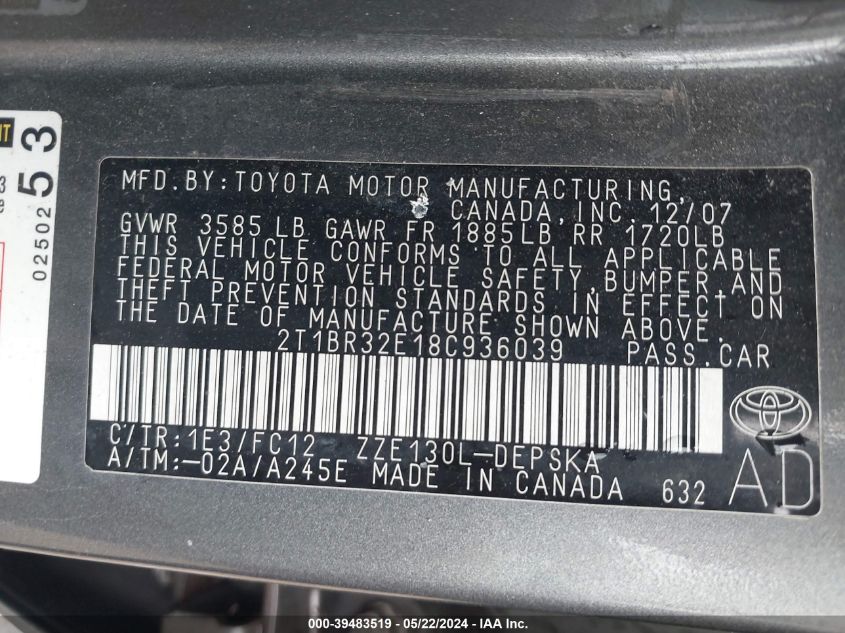 MFD.BY:TOYOTA MOTOR MANUFACTURING,
CANADA,INC. 12/07
GVWR 3585 LB GAWR FR 1885LB RR 1720LB
THIS VEHICLE CONFORMS TO ALL APPLICABLE
FEDERAL MOTOR VEHICLE SAFETY,BUMPER,AND
THEFT PREVENTION STANDARDS IN EFFECT ON
THE DATE OF MANUFACTURE SHOWN ABOVE.
2T1BR32E18C936039 PASS.CAR
C/TR:1E3/FC12 ZZE130L-DEPSKA
A/TM:-02A/A245E MADE IN CANADA 632
AD
0250253
000-39483519 - 05/22/2024 - IAA Inc.